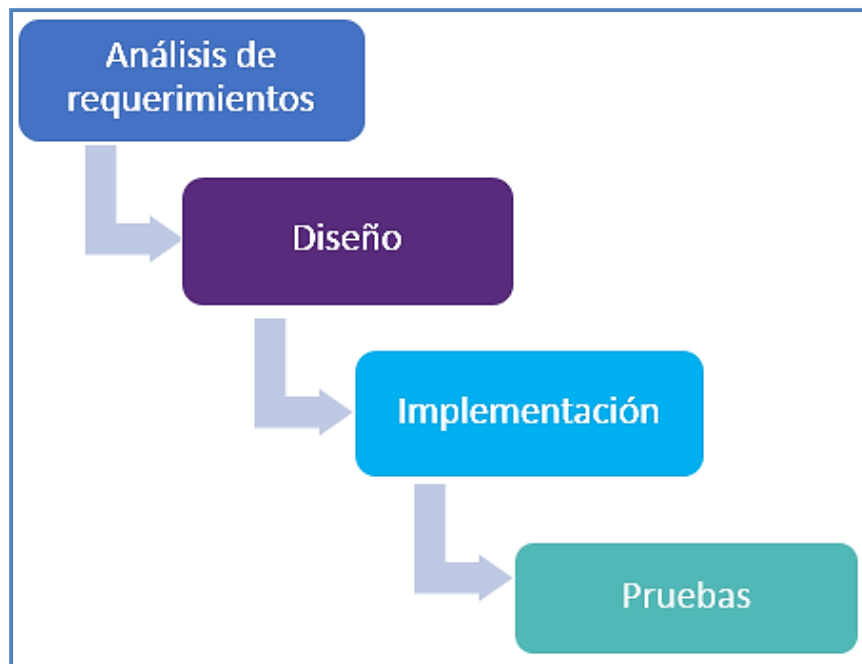 Análisis de
requerimientos
Diseño
Implementación
Pruebas